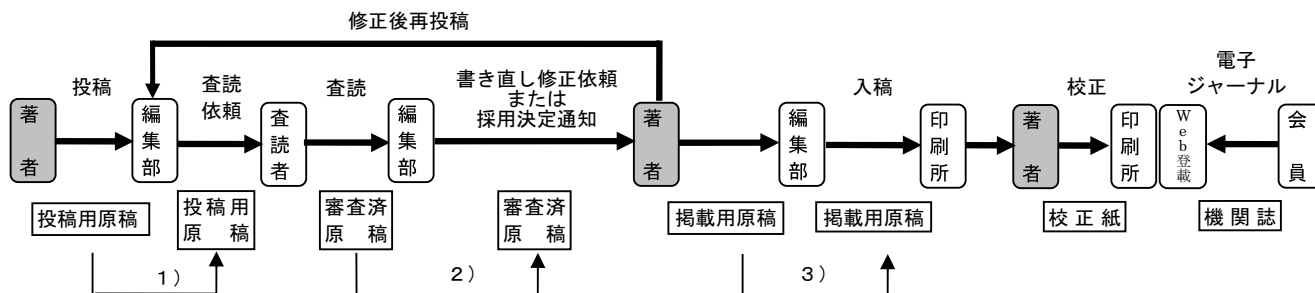 修正後再投稿
投稿
査読
依頼
査読
書き直し修正依頼
または
採用決定通知
入稿
校正
電子
ジャーナル
著者
編集部
査読者
編集部
著者
編集部
印刷所
著者
印刷所
Web登載
会員
投稿用原稿
投稿用
原稿
審査済
原稿
審査済
原稿
掲載用原稿
掲載用原稿
校正紙
機関誌
1)
2)
3)